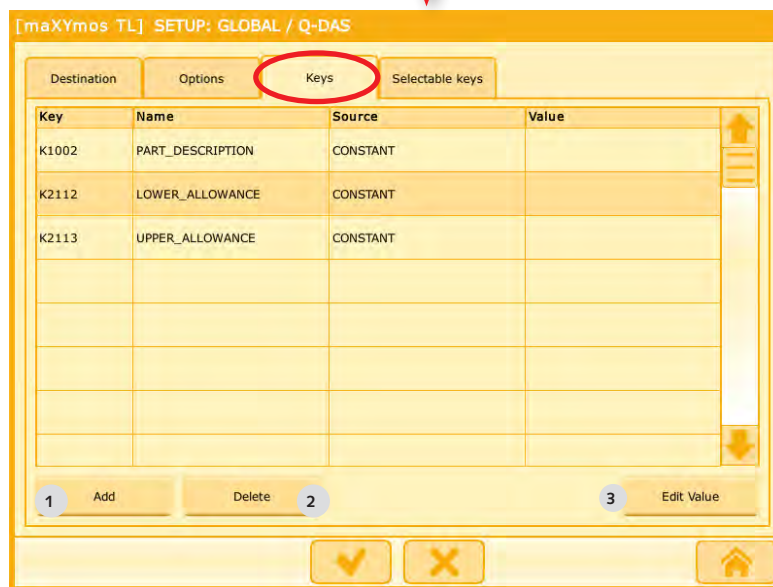 [maXYmos TL] SETUP: GLOBAL / Q-DAS
Destination Options Keys Selectable keys
Key Name Source Value
K1002 PART_DESCRIPTION CONSTANT
K2112 LOWER_ALLOWANCE CONSTANT
K2113 UPPER_ALLOWANCE CONSTANT
1 Add Delete 2 3 Edit Value